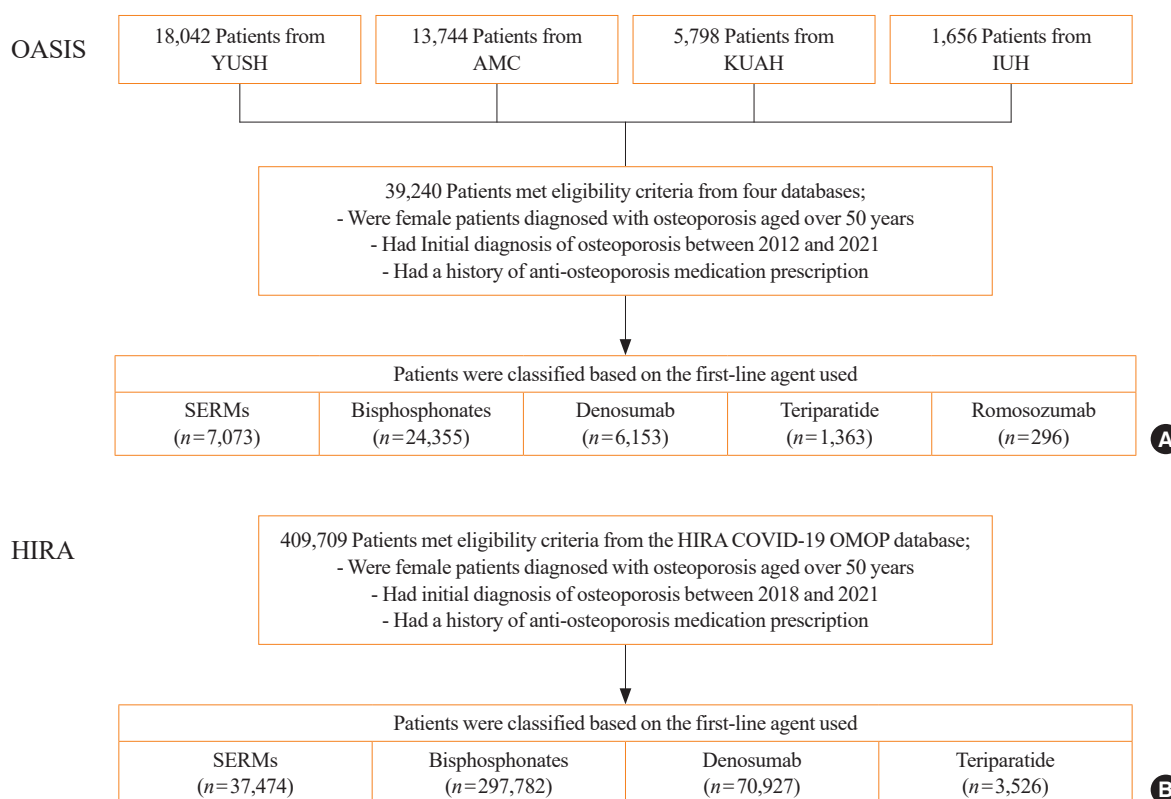 OASIS
18,042 Patients from
YUSH
13,744 Patients from
AMC
5,798 Patients from
KUAH
1,656 Patients from
IUH
39,240 Patients met eligibility criteria from four databases;
- Were female patients diagnosed with osteoporosis aged over 50 years
- Had Initial diagnosis of osteoporosis between 2012 and 2021
- Had a history of anti-osteoporosis medication prescription
Patients were classified based on the first-line agent used
SERMs
(n=7,073)
Bisphosphonates
(n=24,355)
Denosumab
(n=6,153)
Teriparatide
(n=1,363)
Romosozumab
(n=296)
A
HIRA
409,709 Patients met eligibility criteria from the HIRA COVID-19 OMOP database;
- Were female patients diagnosed with osteoporosis aged over 50 years
- Had initial diagnosis of osteoporosis between 2018 and 2021
- Had a history of anti-osteoporosis medication prescription
Patients were classified based on the first-line agent used
SERMs
(n=37,474)
Bisphosphonates
(n=297,782)
Denosumab
(n=70,927)
Teriparatide
(n=3,526)
B